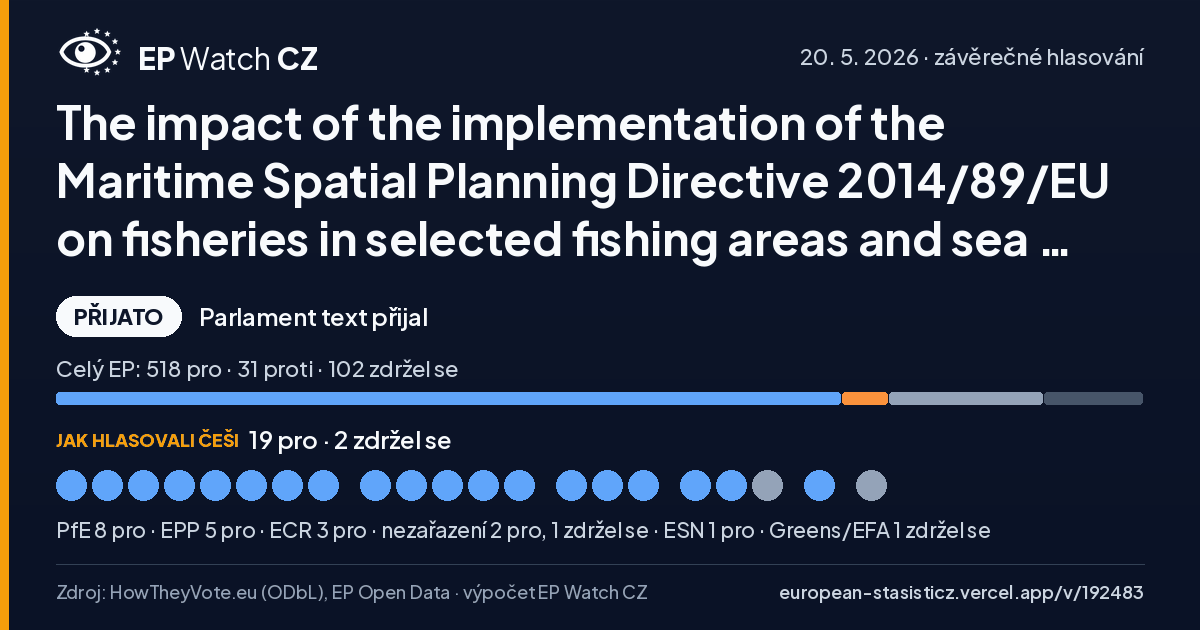 EP Watch CZ
20. 5. 2026 · závěrečné hlasování
The impact of the implementation of the
Maritime Spatial Planning Directive 2014/89/EU
on fisheries in selected fishing areas and sea …
PŘIJATO Parlament text přijal
Celý EP: 518 pro · 31 proti · 102 zdržel se
JAK HLASOVALI ČEŠI 19 pro · 2 zdržel se
PfE 8 pro · EPP 5 pro · ECR 3 pro · nezařazení 2 pro, 1 zdržel se · ESN 1 pro · Greens/EFA 1 zdržel se
Zdroj: HowTheyVote.eu (ODbL), EP Open Data · výpočet EP Watch CZ
european-stasisticz.vercel.app/v/192483